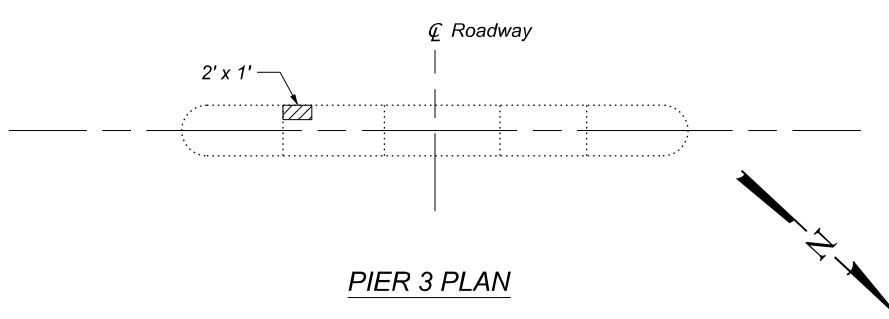 ℄ Roadway
2' x 1'
N
PIER 3 PLAN